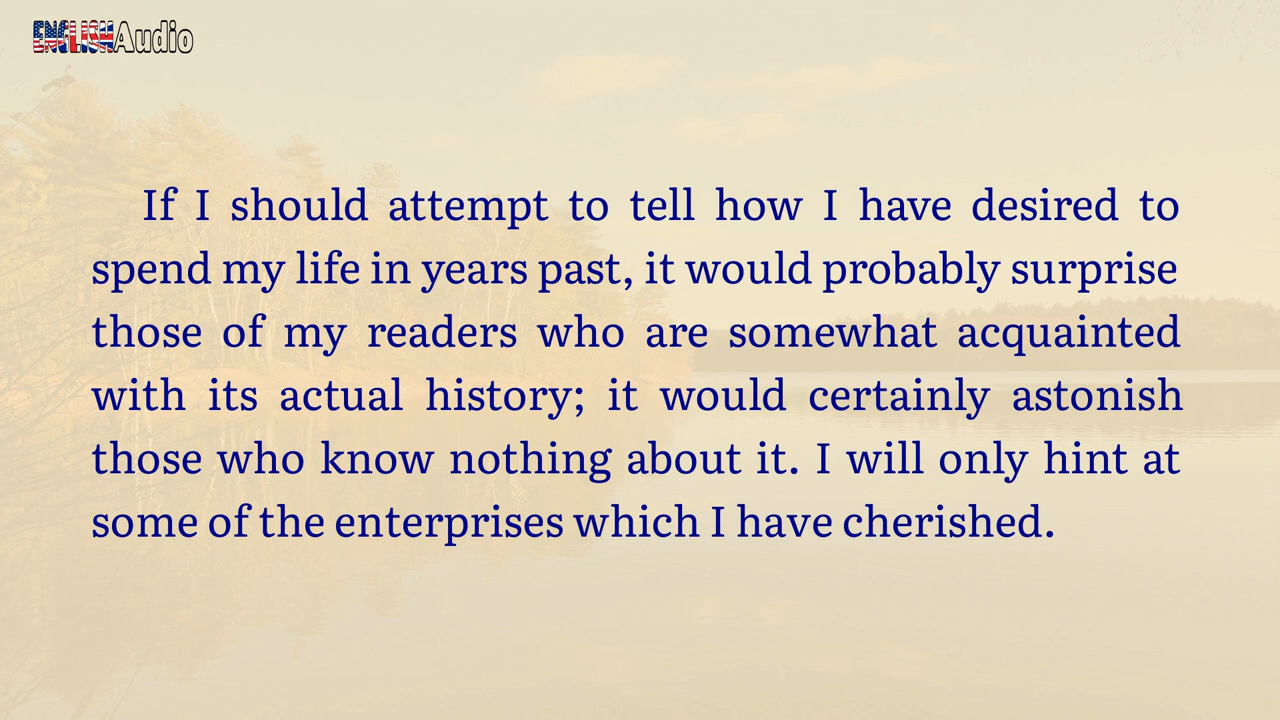 ENGLISHAudio
If I should attempt to tell how I have desired to
spend my life in years past, it would probably surprise
those of my readers who are somewhat acquainted
with its actual history; it would certainly astonish
those who know nothing about it. I will only hint at
some of the enterprises which I have cherished.